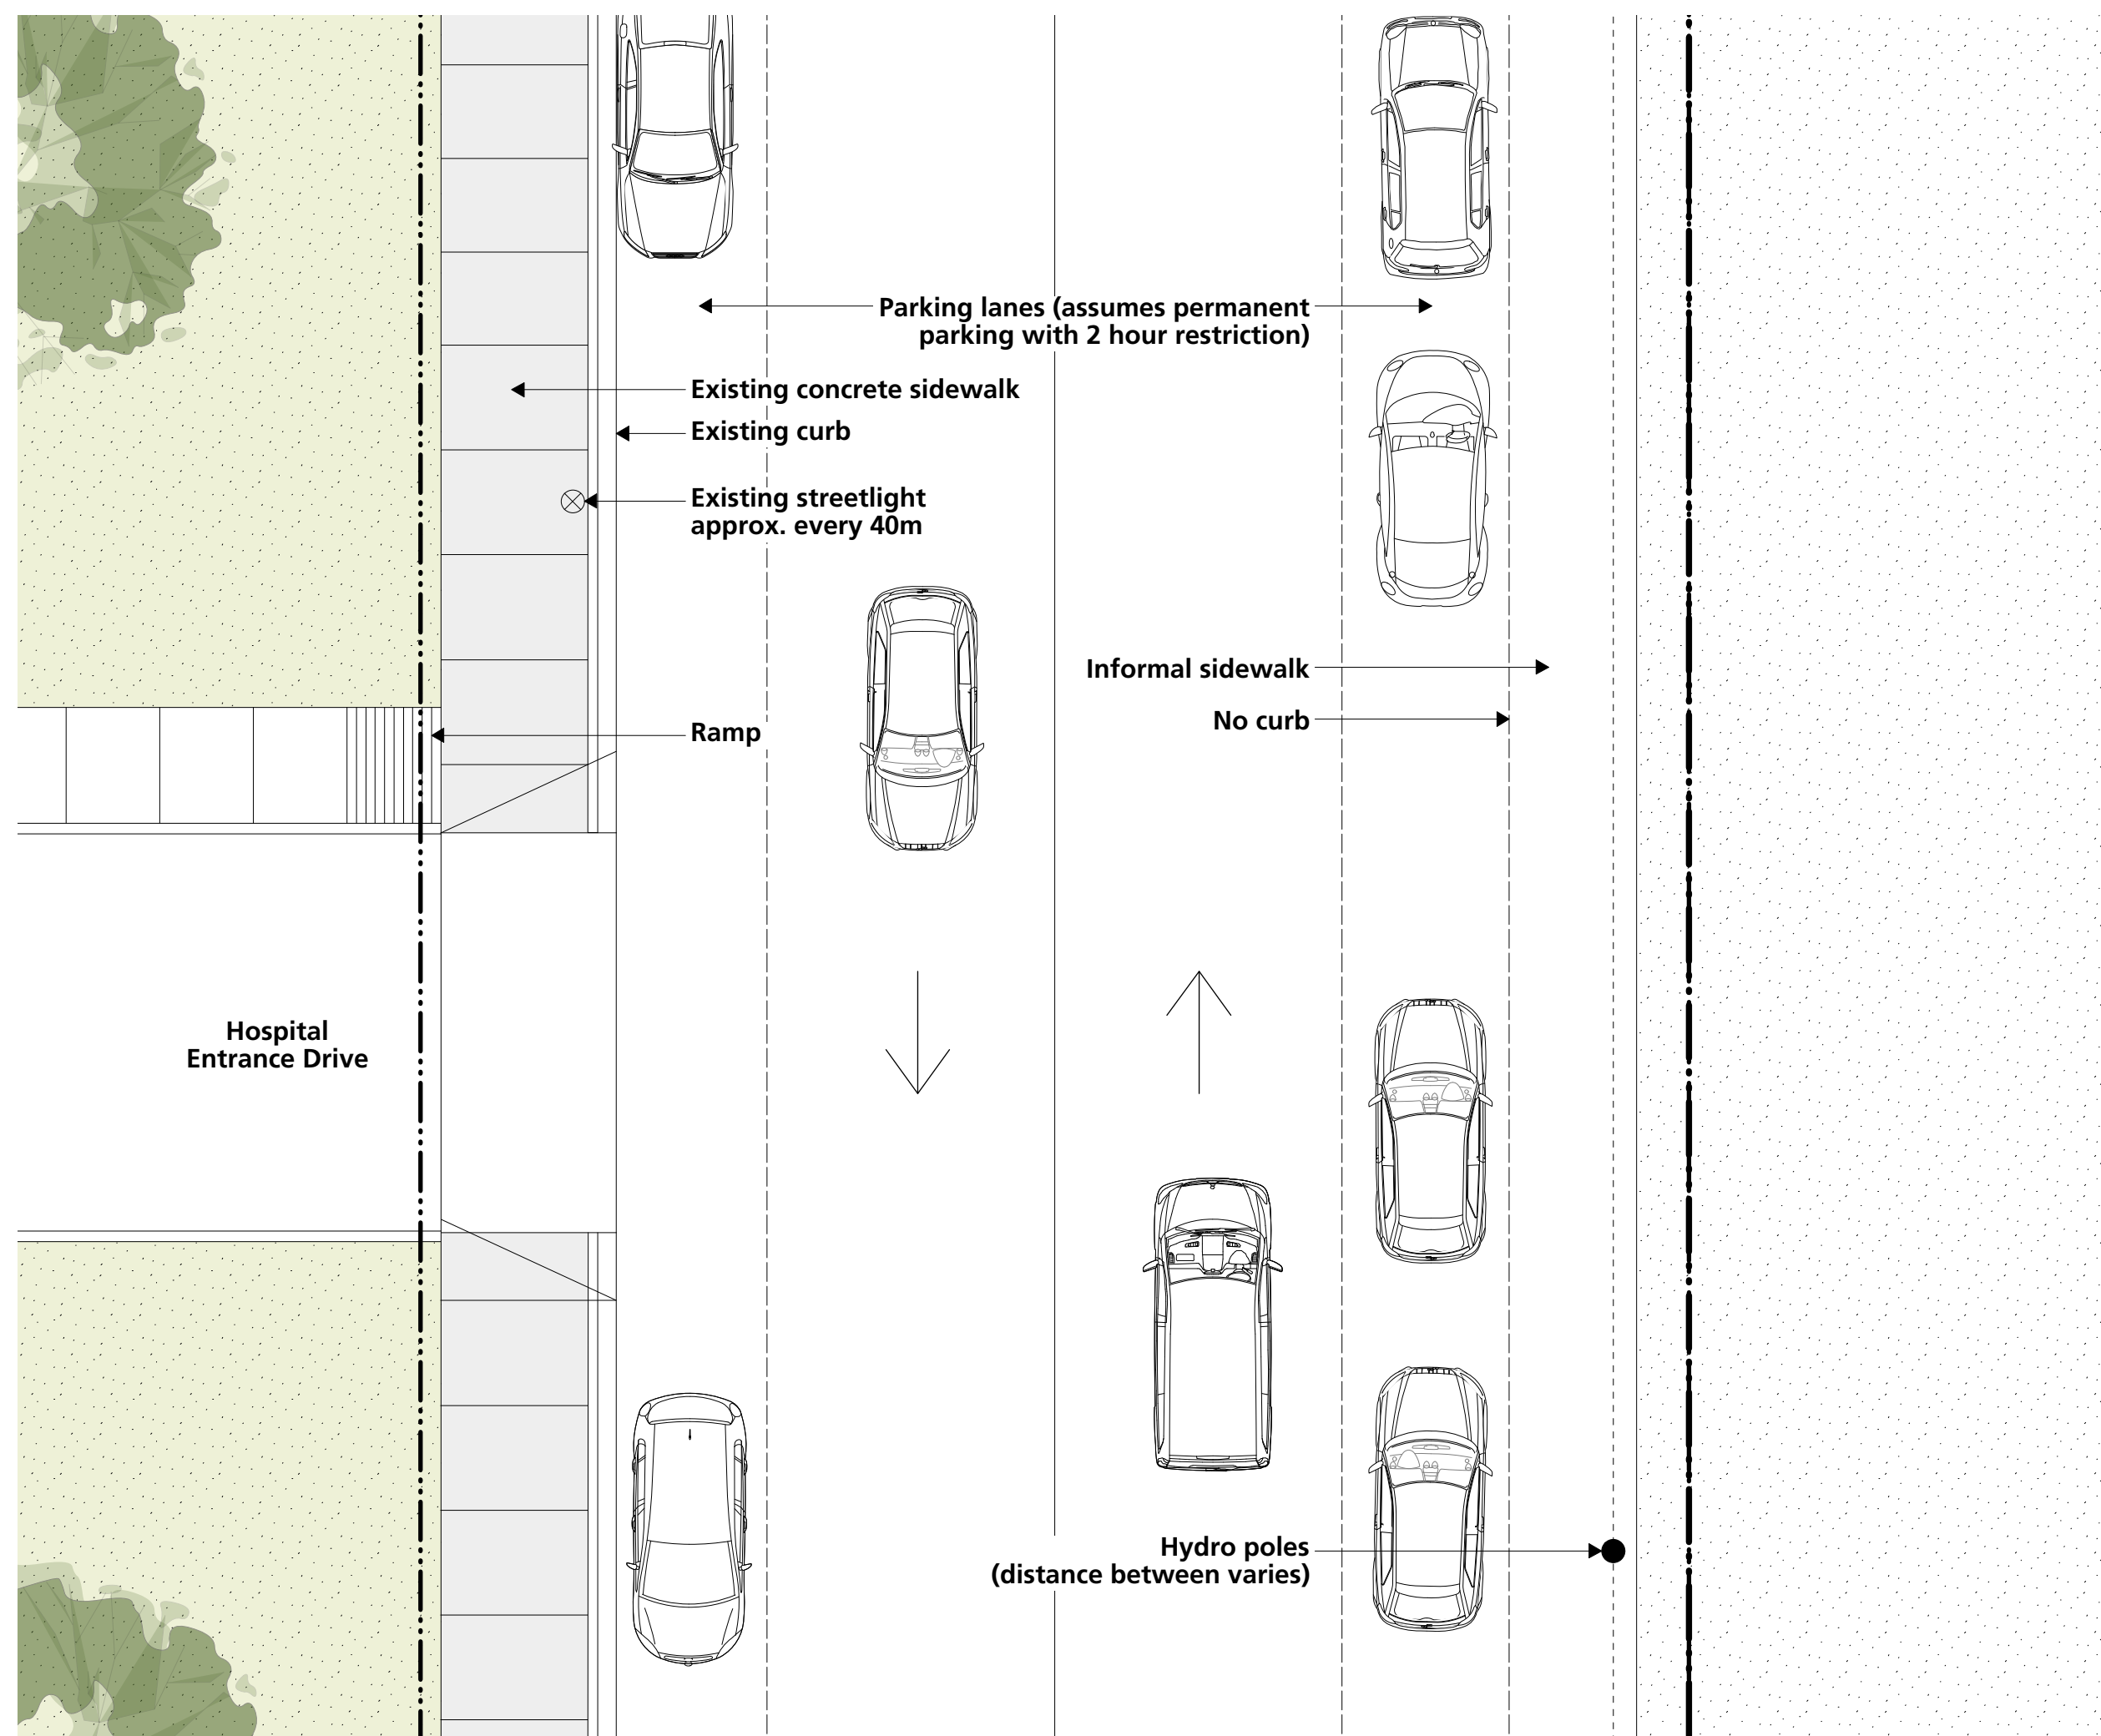 Parking lanes (assumes permanent
parking with 2 hour restriction)
Existing concrete sidewalk
Existing curb
Existing streetlight
approx. every 40m
Informal sidewalk
No curb
Ramp
Hospital
Entrance Drive
Hydro poles
(distance between varies)